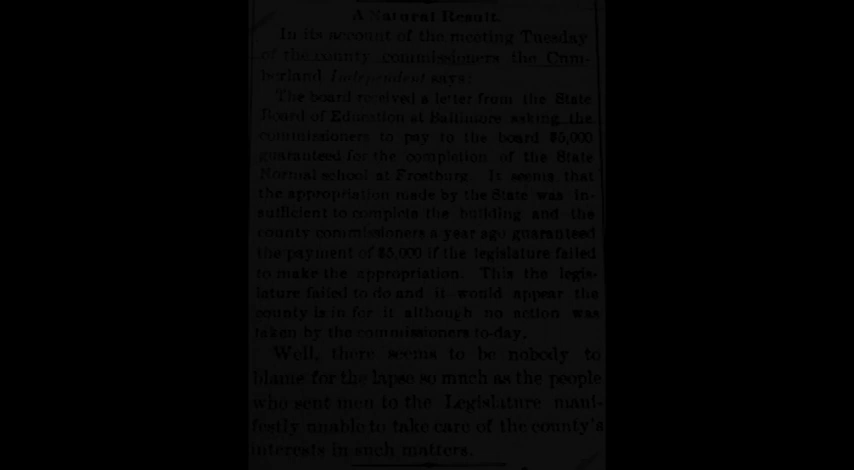 A Natural Result.
In its account of the meeting Tuesday
of the county commissioners the Cum-
berland Independent says:
The board received a letter from the State
Board of Education at Baltimore asking the
commissioners to pay to the board $5,000
guaranteed for the completion of the State
Normal school at Frostburg. It seems that
the appropriation made by the State was in-
sufficient to complete the building and the
county commissioners a year ago guaranteed
the payment of $5,000 if the legislature failed
to make the appropriation. This the legis-
lature failed to do and it would appear the
county is in for it although no action was
taken by the commissioners to-day.
Well, there seems to be nobody to
blame for the lapse so much as the people
who sent men to the Legislature mani-
festly unable to take care of the county's
interests in such matters.